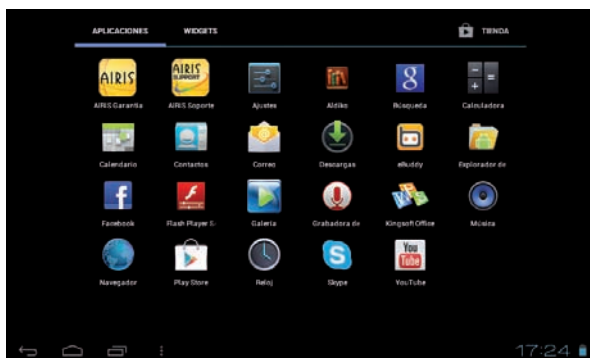 APLICACIONES WIDGETS TIENDA
AIRIS AIRIS SUPPORT 8
AIRIS Garantía AIRIS Soporte Ajustes Aldiko Búsqueda Calculadora
Calendario Contactos Correo Descargas eBuddy Explorador de
f You Tube
Facebook Flash Player S Galería Grabadora de Kingsoft Office Música
Navegador Play Store Reloj Skype YouTube
17:24